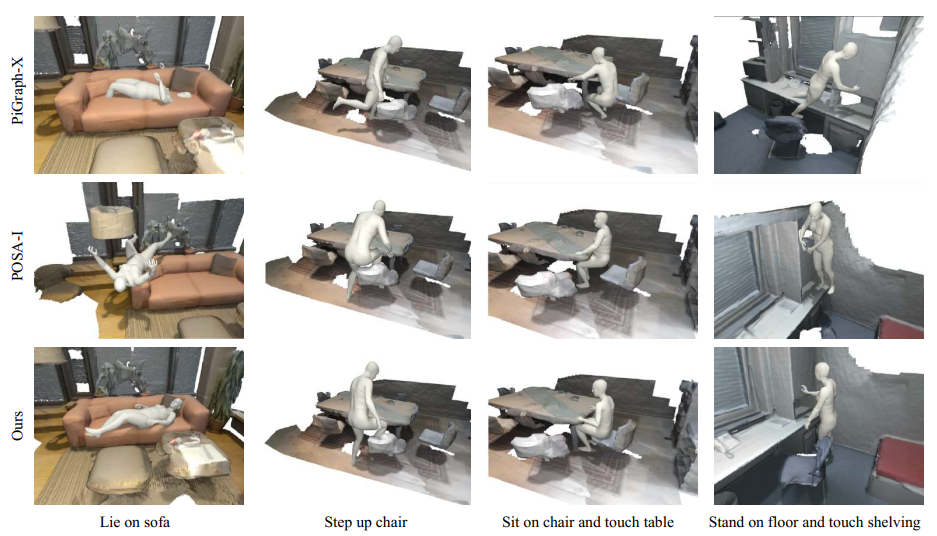 PiGraph-X
POSA-I
Ours
Lie on sofa
Step up chair
Sit on chair and touch table
Stand on floor and touch shelving